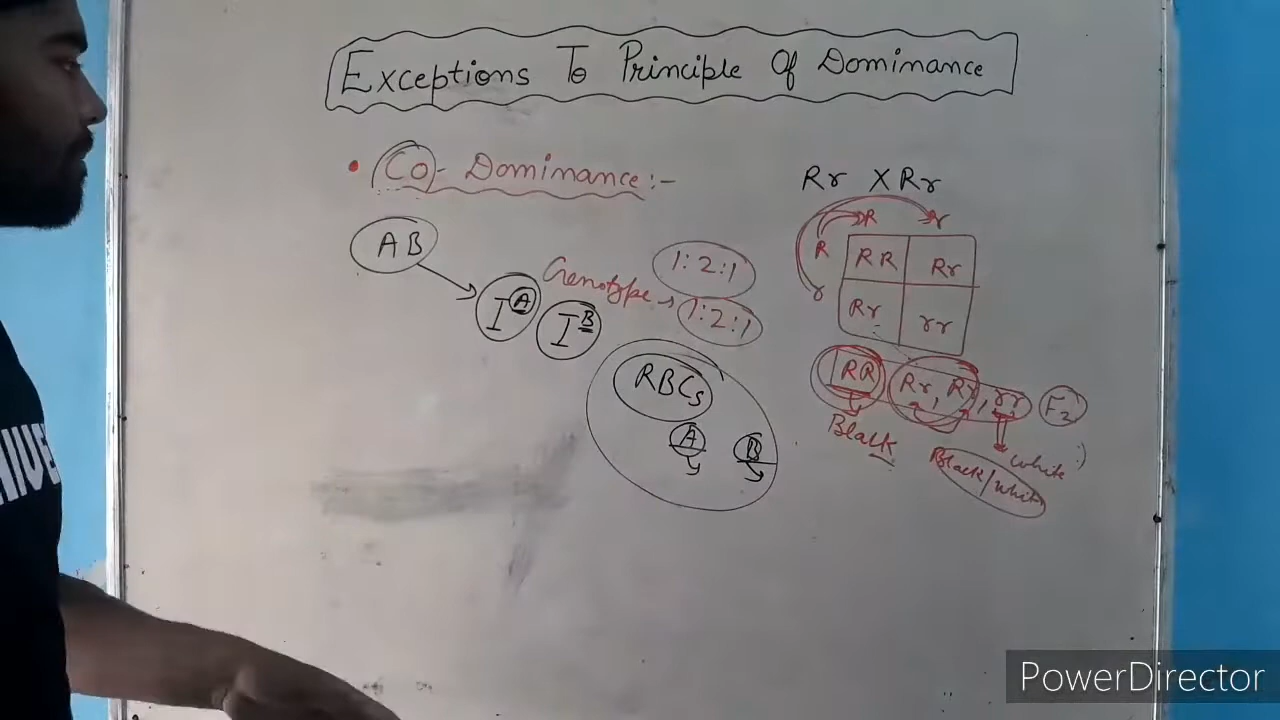 Exceptions To Principle Of Dominance
• Co-Dominance:-
AB
I^A I^B
Genotype → 1:2:1
1:2:1
RBCs
A B
Rr X Rr
R r
R RR Rr
r Rr rr
RR Rr, Rr, rr F2
Black
Black/White
White
NIVE
PowerDirector